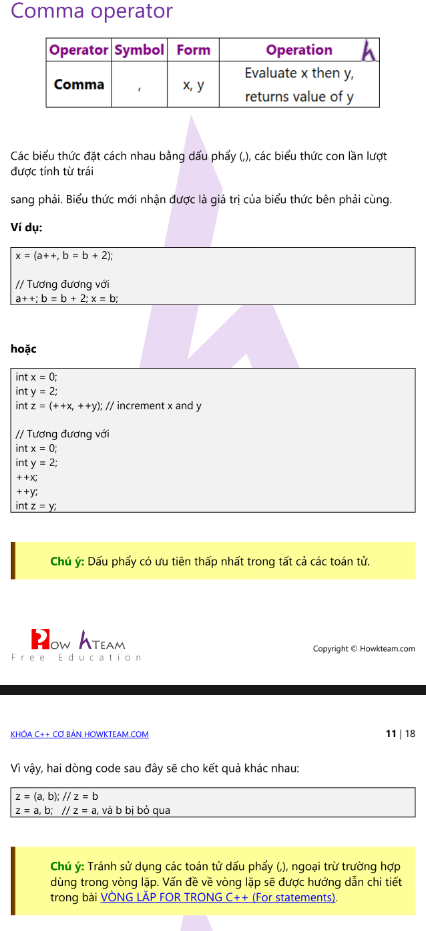 Comma operator
Operator Symbol Form Operation
Comma , x, y Evaluate x then y,
returns value of y
Các biểu thức đặt cách nhau bằng dấu phẩy (,), các biểu thức con lần lượt
được tính từ trái
sang phải. Biểu thức mới nhận được là giá trị của biểu thức bên phải cùng.
Ví dụ:
x = (a++, b = b + 2);
// Tương đương với
a++; b = b + 2; x = b;
hoặc
int x = 0;
int y = 2;
int z = (++x, ++y); // increment x and y
// Tương đương với
int x = 0;
int y = 2;
++x;
++y;
int z = y;
Chú ý: Dấu phẩy có ưu tiên thấp nhất trong tất cả các toán tử.
HOW KTEAM
Free Education
Copyright © Howkteam.com
KHÓA C++ CƠ BẢN HOWKTEAM.COM 11 | 18
Vì vậy, hai dòng code sau đây sẽ cho kết quả khác nhau:
z = (a, b); // z = b
z = a, b; // z = a, và b bị bỏ qua
Chú ý: Tránh sử dụng các toán tử dấu phẩy (,), ngoại trừ trường hợp
dùng trong vòng lặp. Vấn đề về vòng lặp sẽ được hướng dẫn chi tiết
trong bài VÒNG LẶP FOR TRONG C++ (For statements).